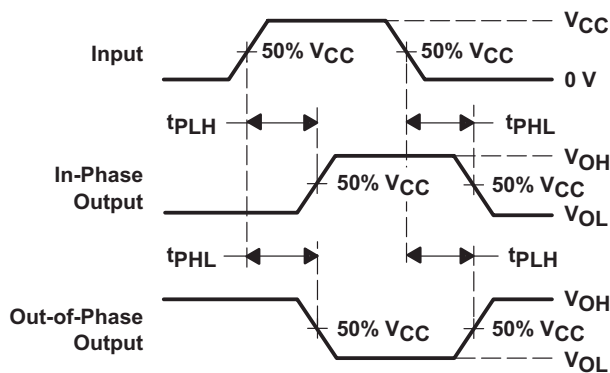 VCC
Input
50% VCC
50% VCC
0 V
tPLH
tPHL
VOH
In-Phase
Output
50% VCC
50% VCC
VOL
tPHL
tPLH
VOH
Out-of-Phase
Output
50% VCC
50% VCC
VOL